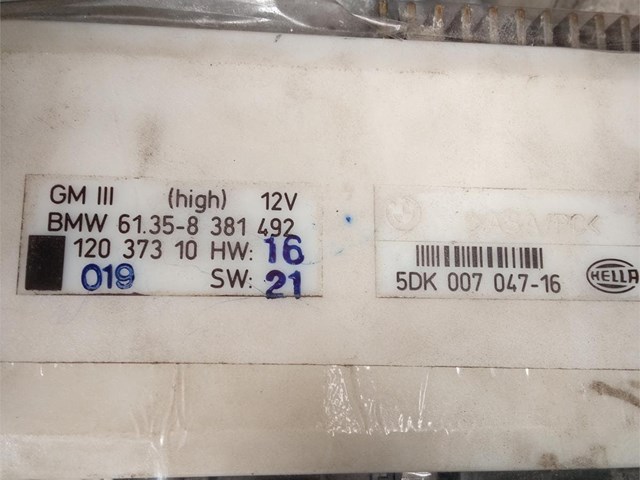 GM III (high) 12V
BMW 61.35-8 381 492
120 373 10 HW: 16
019 SW: 21
5DK 007 047-16
HELLA